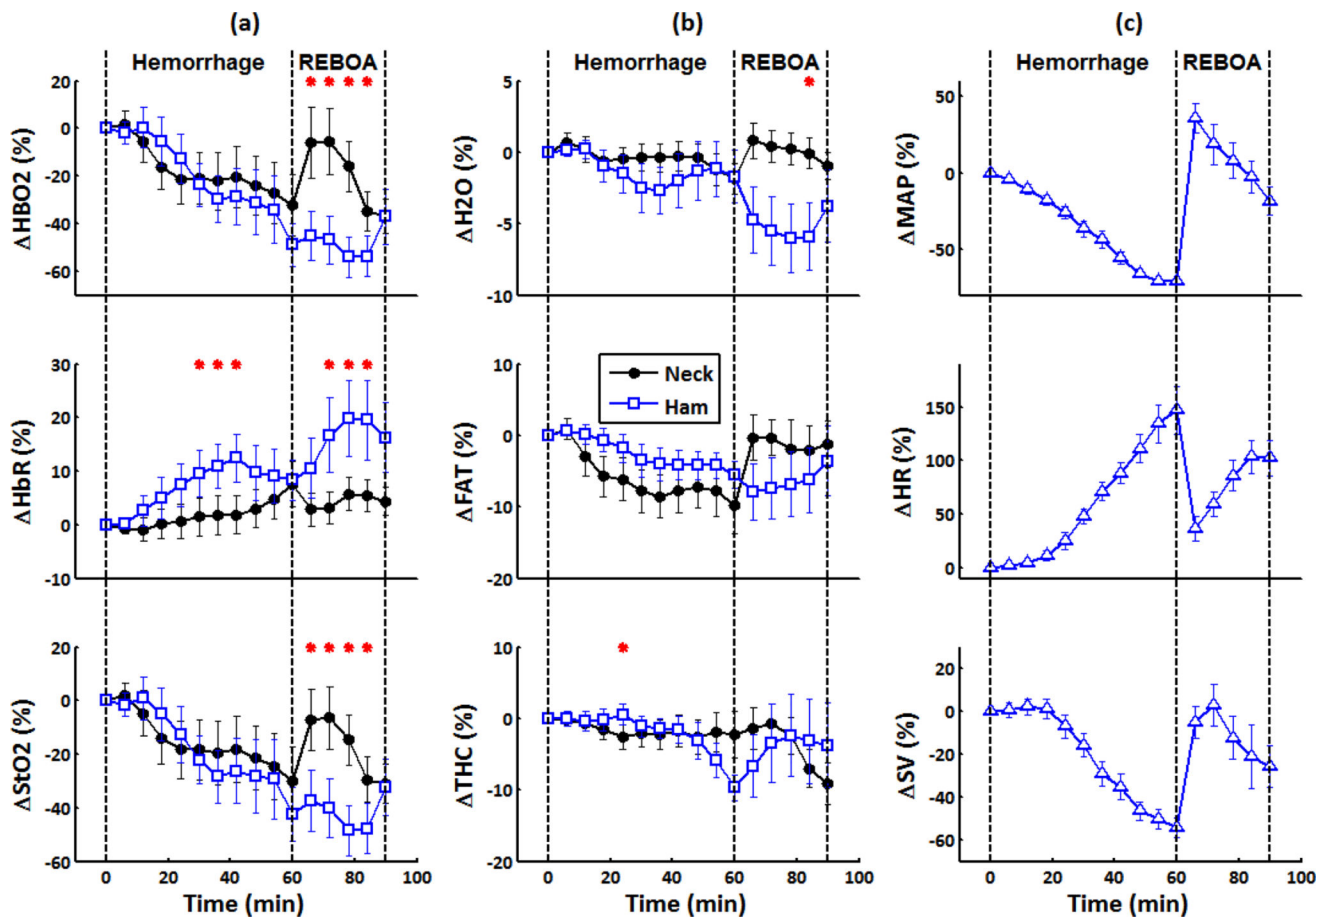 (a) (b) (c)
Hemorrhage REBOA Hemorrhage REBOA Hemorrhage REBOA
ΔHBO2 (%)
20
0
-20
-40
-60
ΔH2O (%)
5
0
-5
-10
ΔMAP (%)
50
0
-50
ΔHbR (%)
30
20
10
0
-10
ΔFAT (%)
10
0
-10
-20
Neck
Ham
ΔHR (%)
150
100
50
0
ΔStO2 (%)
20
0
-20
-40
-60
ΔTHC (%)
10
0
-10
-20
ΔSV (%)
20
0
-20
-40
-60
0 20 40 60 80 100 0 20 40 60 80 100 0 20 40 60 80 100
Time (min) Time (min) Time (min)